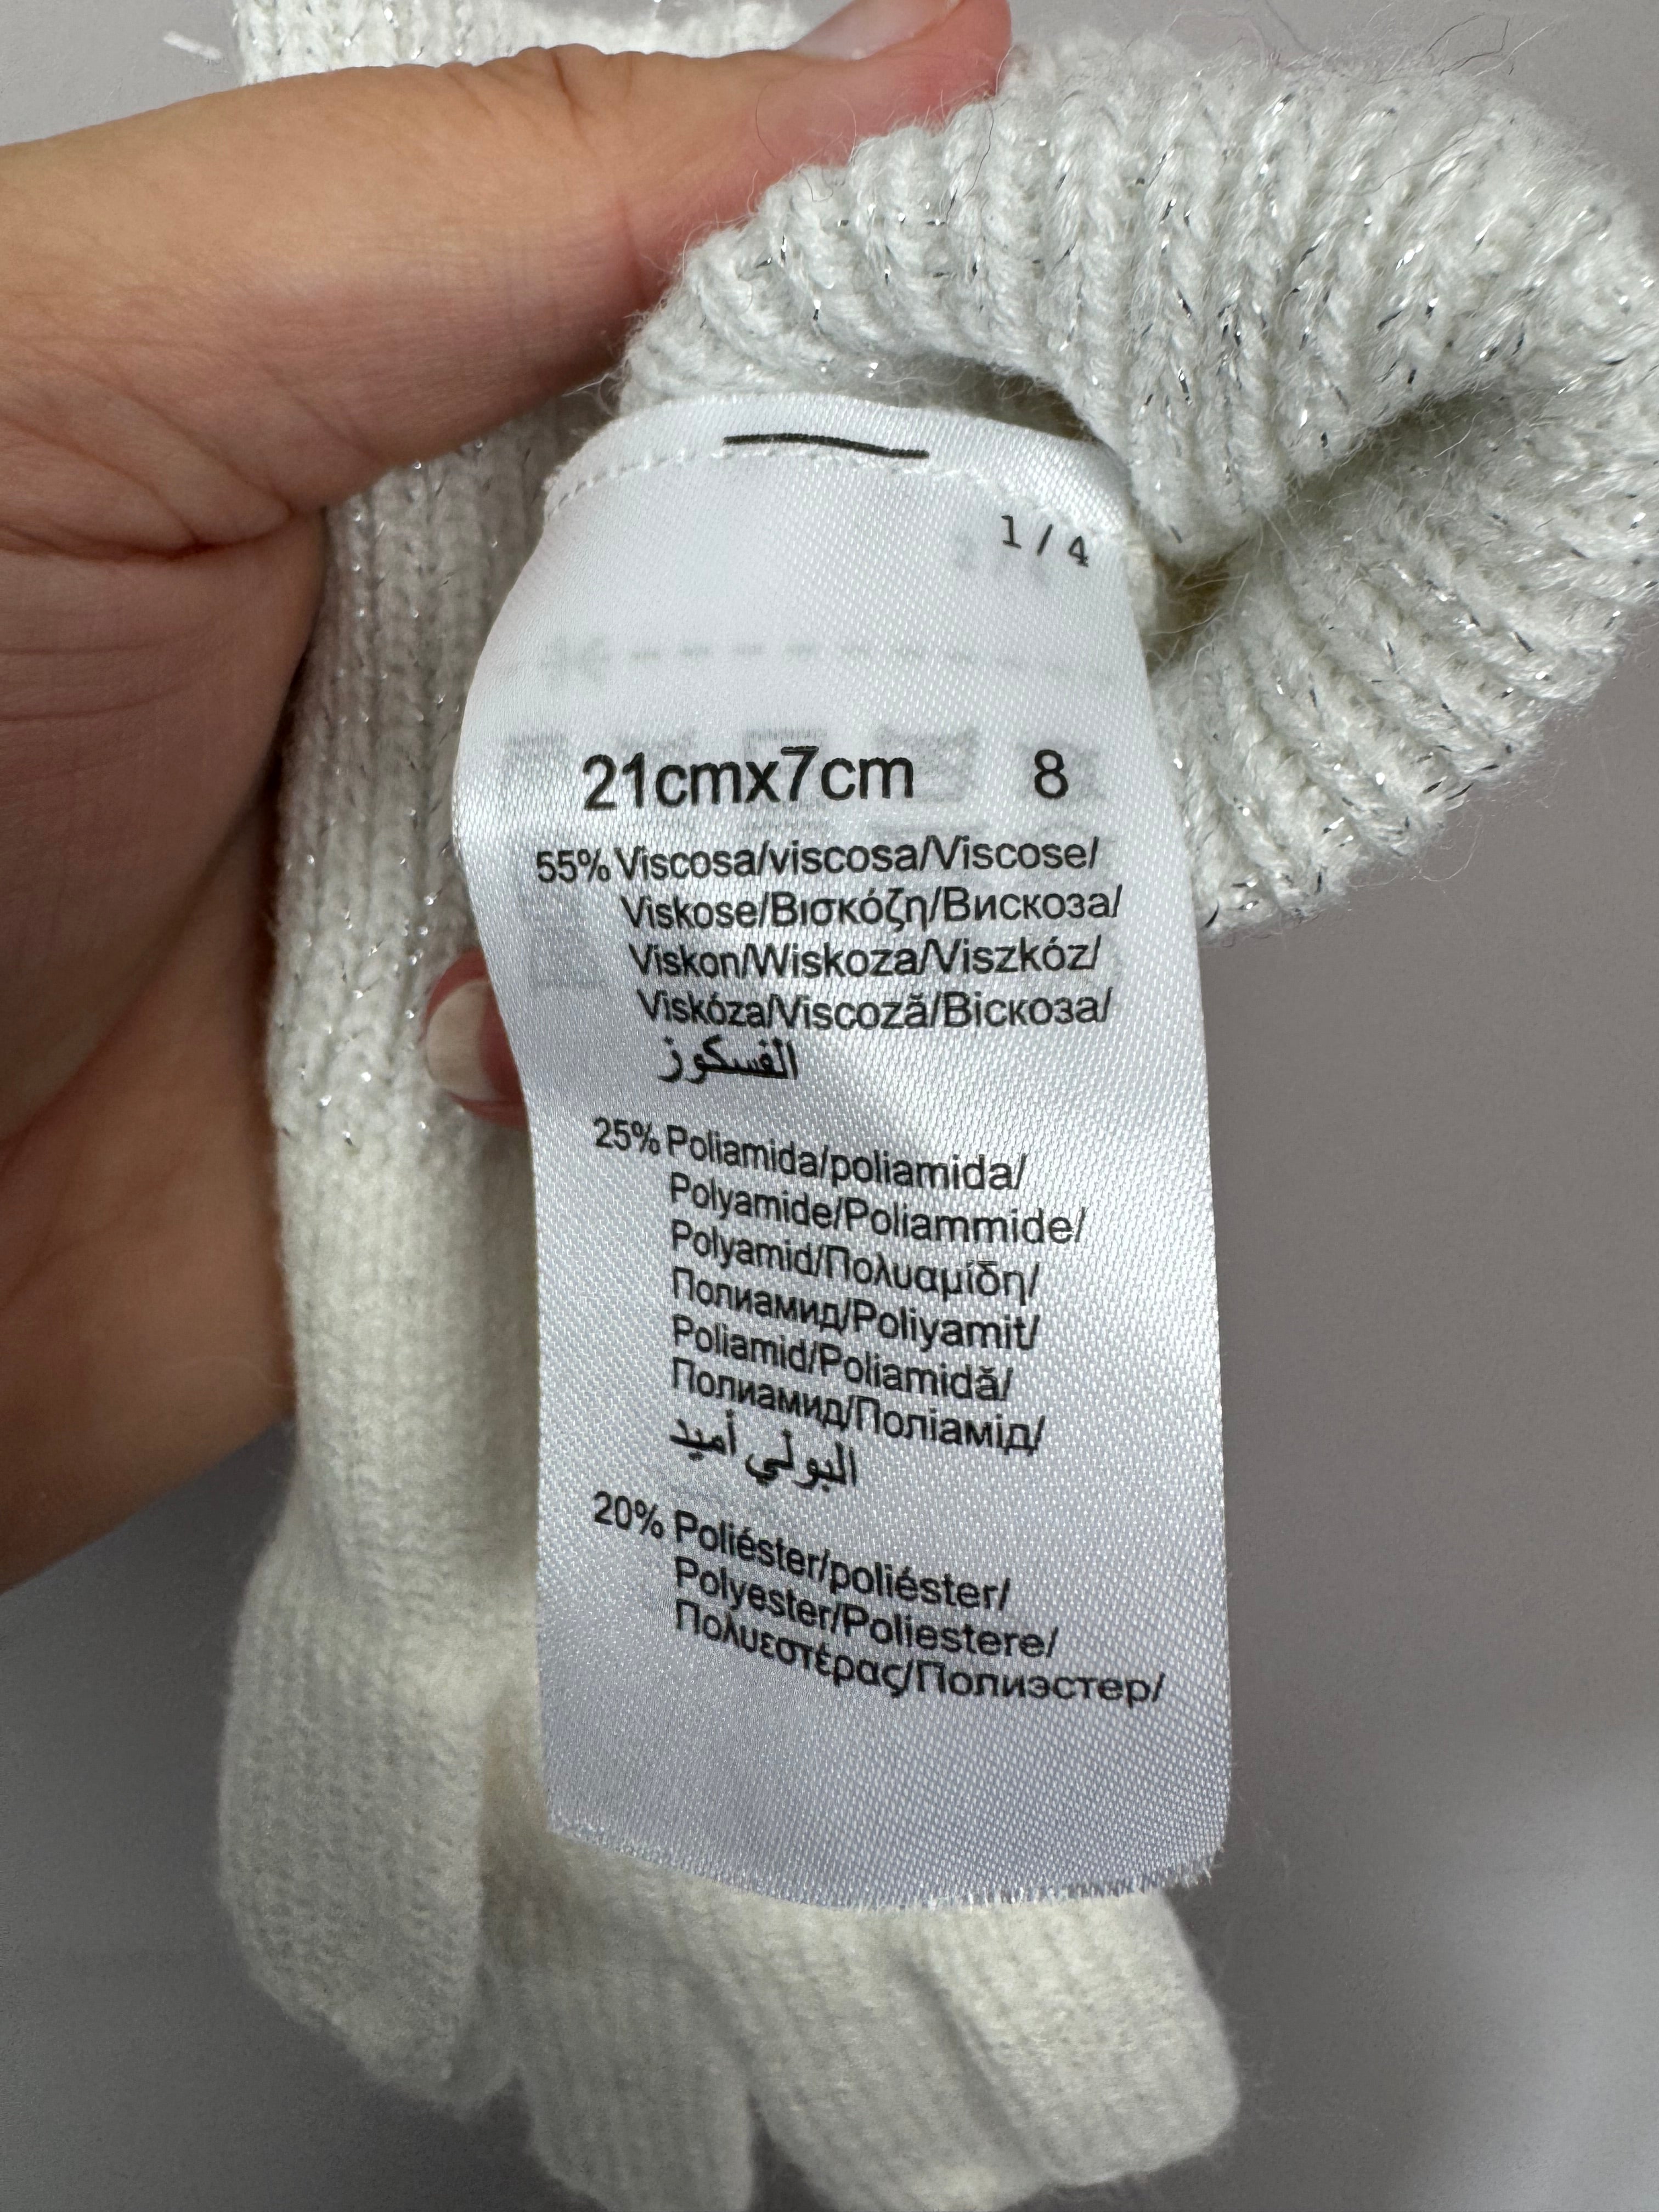 1/4
21cmx7cm 8
55% Viscosa/viscosa/Viscose/
Viskose/Βισκόζη/Вискоза/
Viskon/Wiskoza/Viszkóz/
Viskóza/Viscoză/Віскоза/
الفسكوز
25% Poliamida/poliamida/
Polyamide/Poliammide/
Polyamid/Πολυαμίδη/
Полиамид/Poliyamit/
Poliamid/Poliamidă/
Полиамид/Поліамід/
البولي أميد
20% Poliéster/poliéster/
Polyester/Poliestere/
Πολυεστέρας/Полиэстер/